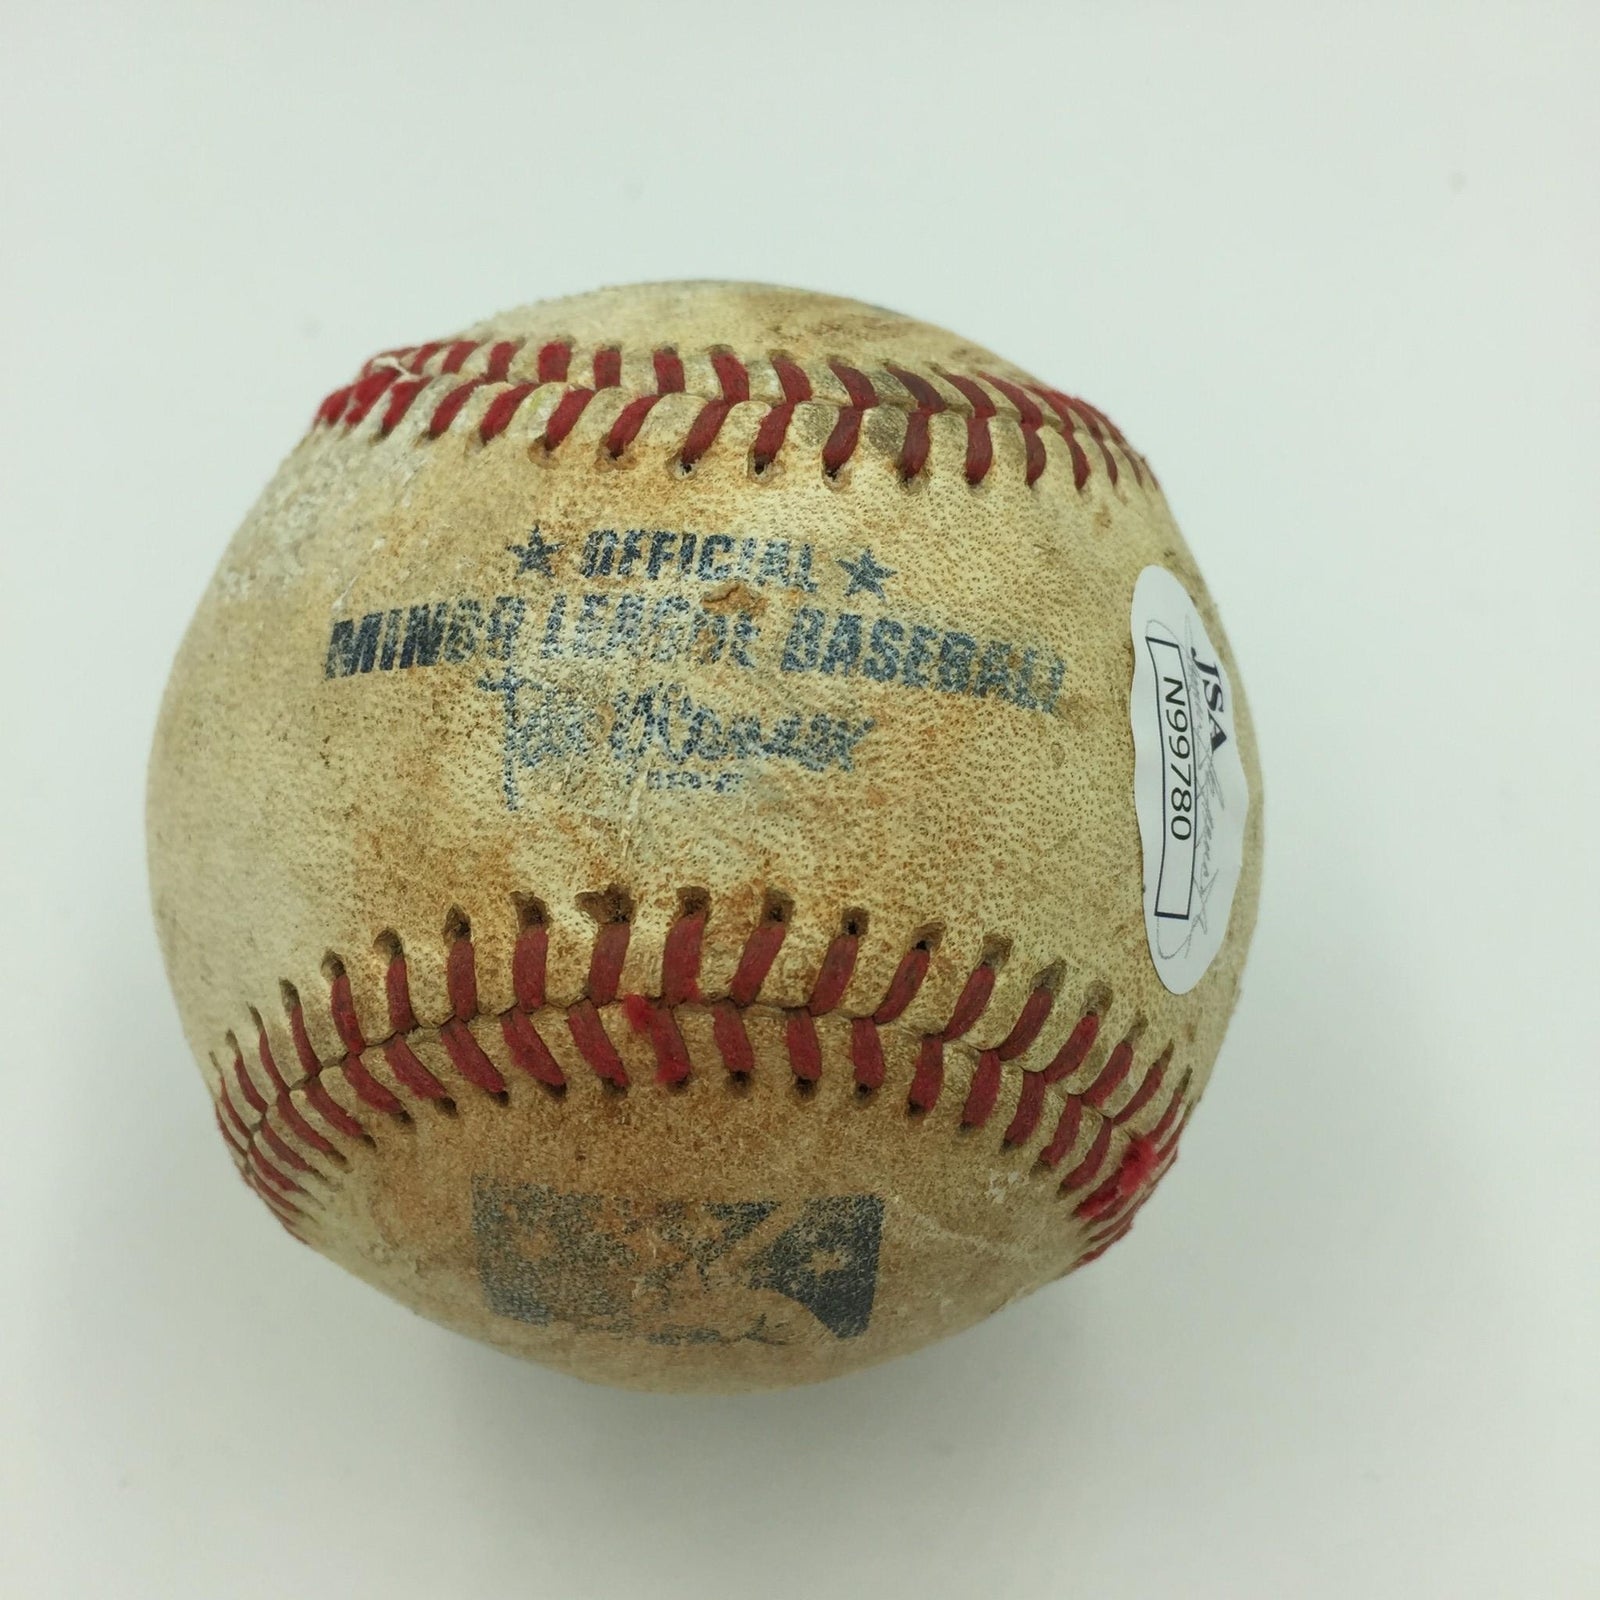 ★ OFFICIAL ★
MINOR LEAGUE BASEBALL
JSA
N99780